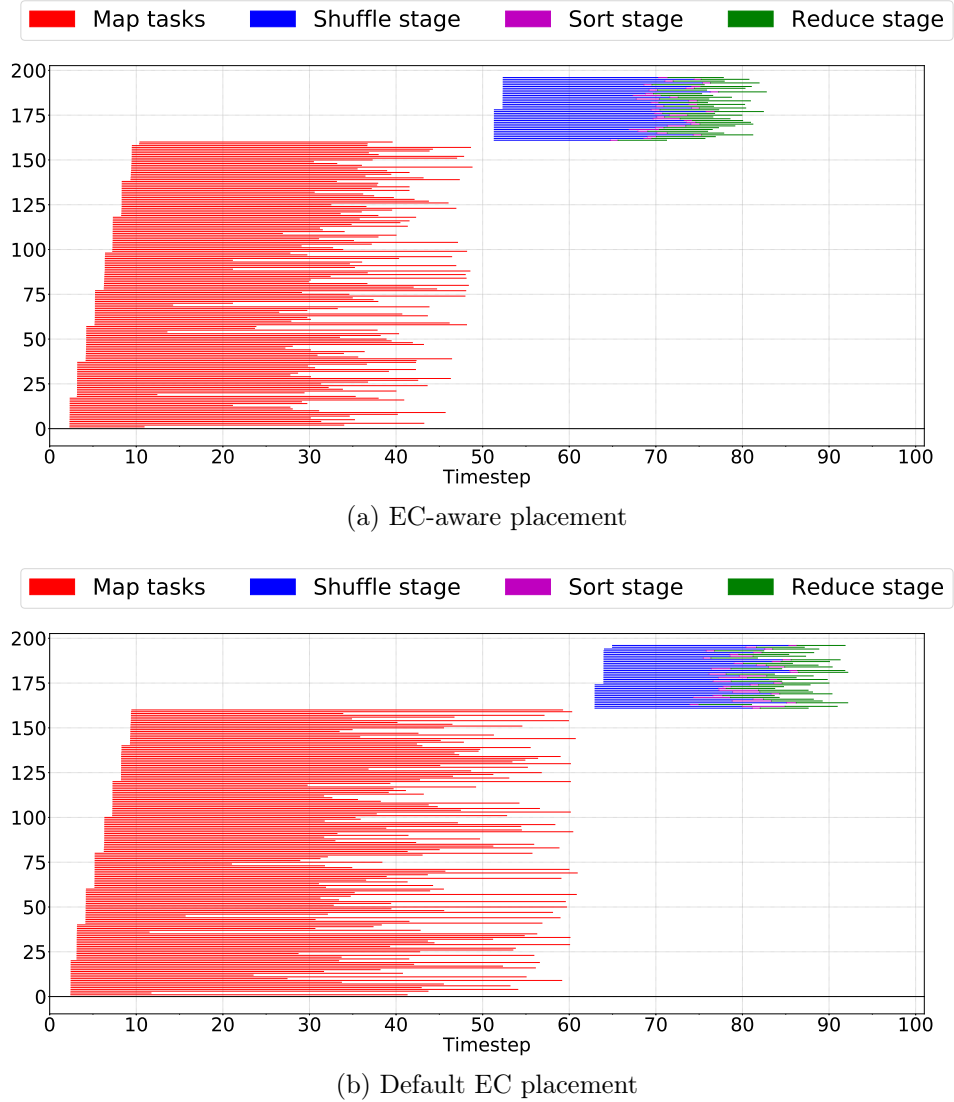 Map tasks Shuffle stage Sort stage Reduce stage
200
175
150
125
100
75
50
25
0
0 10 20 30 40 50 60 70 80 90 100
Timestep
(a) EC-aware placement
Map tasks Shuffle stage Sort stage Reduce stage
200
175
150
125
100
75
50
25
0
0 10 20 30 40 50 60 70 80 90 100
Timestep
(b) Default EC placement